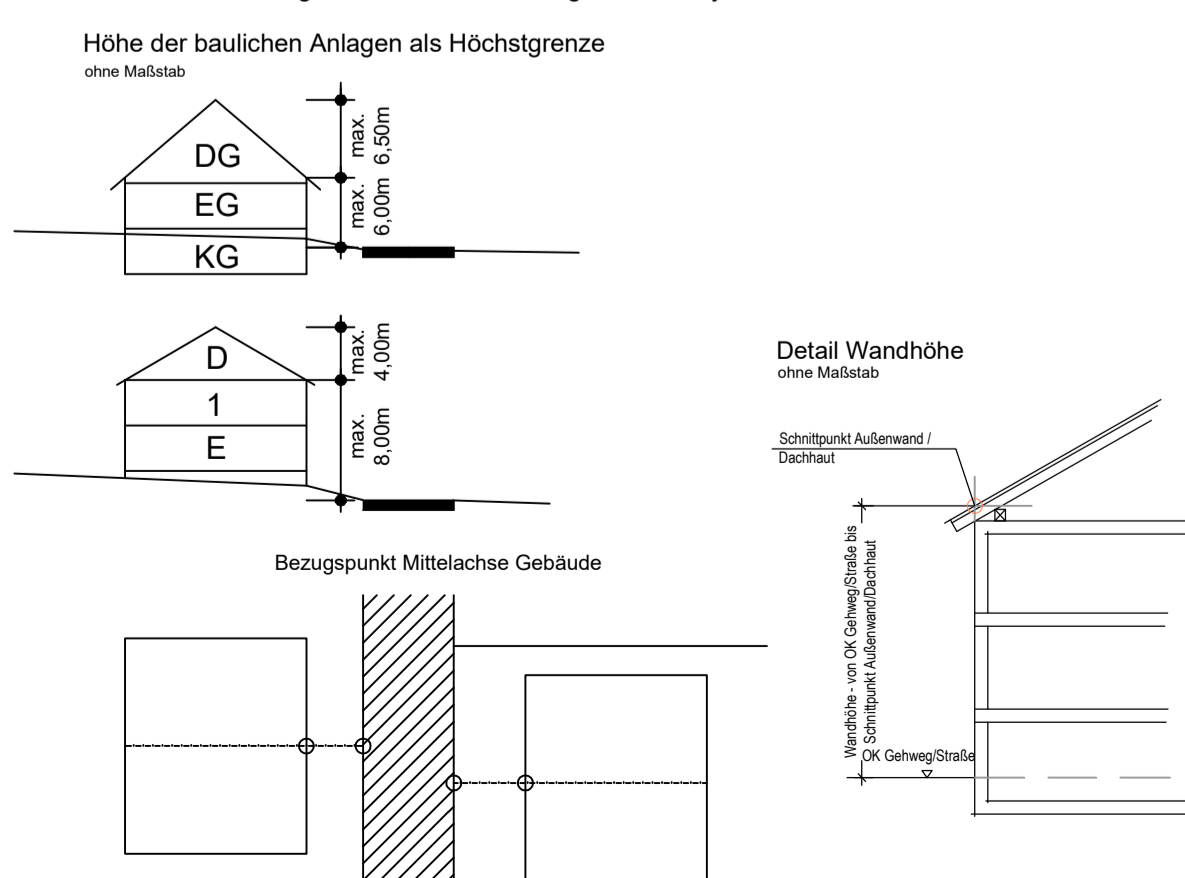 Höhe der baulichen Anlagen als Höchstgrenze
ohne Maßstab
DG
EG
KG
max.
6,50m
max.
6,00m
D
1
E
max.
4,00m
max.
8,00m
Detail Wandhöhe
ohne Maßstab
Schnittpunkt Außenwand /
Dachhaut
Wandhöhe - von OK Gehweg/Straße bis
Schnittpunkt Außenwand/Dachhaut
OK Gehweg/Straße
Bezugspunkt Mittelachse Gebäude